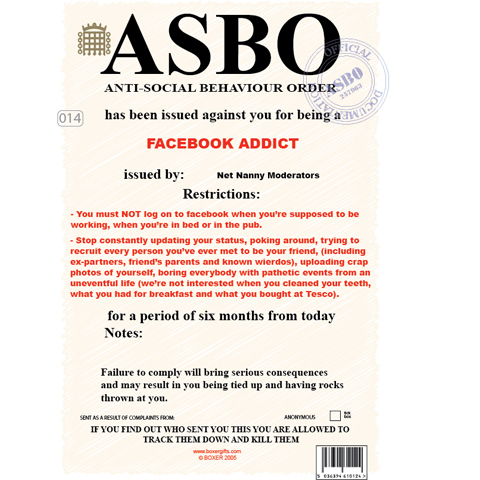 ASBO
ANTI-SOCIAL BEHAVIOUR ORDER
OFFICIAL
ASBO
257963
DOCUMENTATION
014
has been issued against you for being a
FACEBOOK ADDICT
issued by: Net Nanny Moderators
Restrictions:
- You must NOT log on to facebook when you're supposed to be
working, when you're in bed or in the pub.
- Stop constantly updating your status, poking around, trying to
recruit every person you've ever met to be your friend, (including
ex-partners, friend's parents and known wierdos), uploading crap
photos of yourself, boring everybody with pathetic events from an
uneventful life (we're not interested when you cleaned your teeth,
what you had for breakfast and what you bought at Tesco).
for a period of six months from today
Notes:
Failure to comply will bring serious consequences
and may result in you being tied up and having rocks
thrown at you.
SENT AS A RESULT OF COMPLAINTS FROM: ANONYMOUS
IF YOU FIND OUT WHO SENT YOU THIS YOU ARE ALLOWED TO
TRACK THEM DOWN AND KILL THEM
www.boxergifts.com
© BOXER 2005
5 036394 610124 >